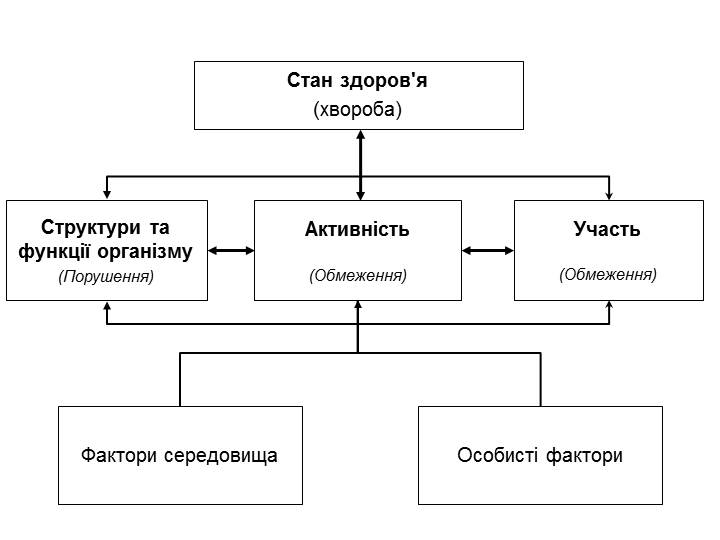 Стан здоров'я
(хвороба)
Структури та
функції організму
(Порушення)
Активність
(Обмеження)
Участь
(Обмеження)
Фактори середовища
Особисті фактори